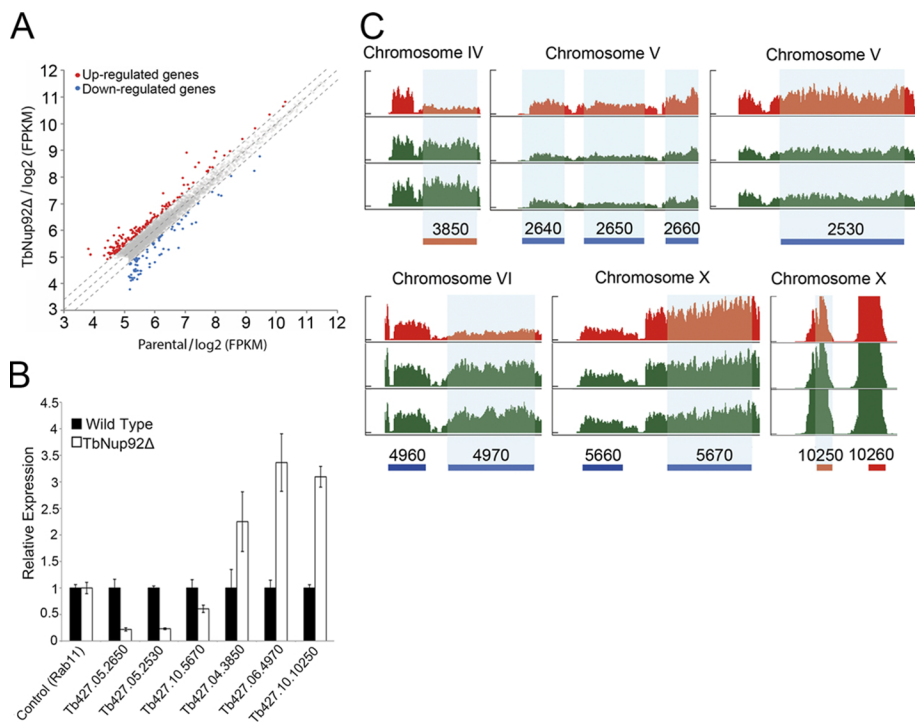 A
TbNup92Δ/log2 (FPKM)
12
11
10
9
8
7
6
5
4
3
Up-regulated genes
Down-regulated genes
3 4 5 6 7 8 9 10 11 12
Parental/log2 (FPKM)
B
Relative Expression
4.5
4
3.5
3
2.5
2
1.5
1
0.5
0
Wild Type
TbNup92Δ
Control (Rab11)
Tb427.05.2650
Tb427.05.2530
Tb427.10.5670
Tb427.04.3850
Tb427.06.4970
Tb427.10.10250
C
Chromosome IV
Chromosome V
Chromosome V
3850
2640 2650 2660
2530
Chromosome VI
Chromosome X
Chromosome X
4960 4970
5660 5670
10250 10260